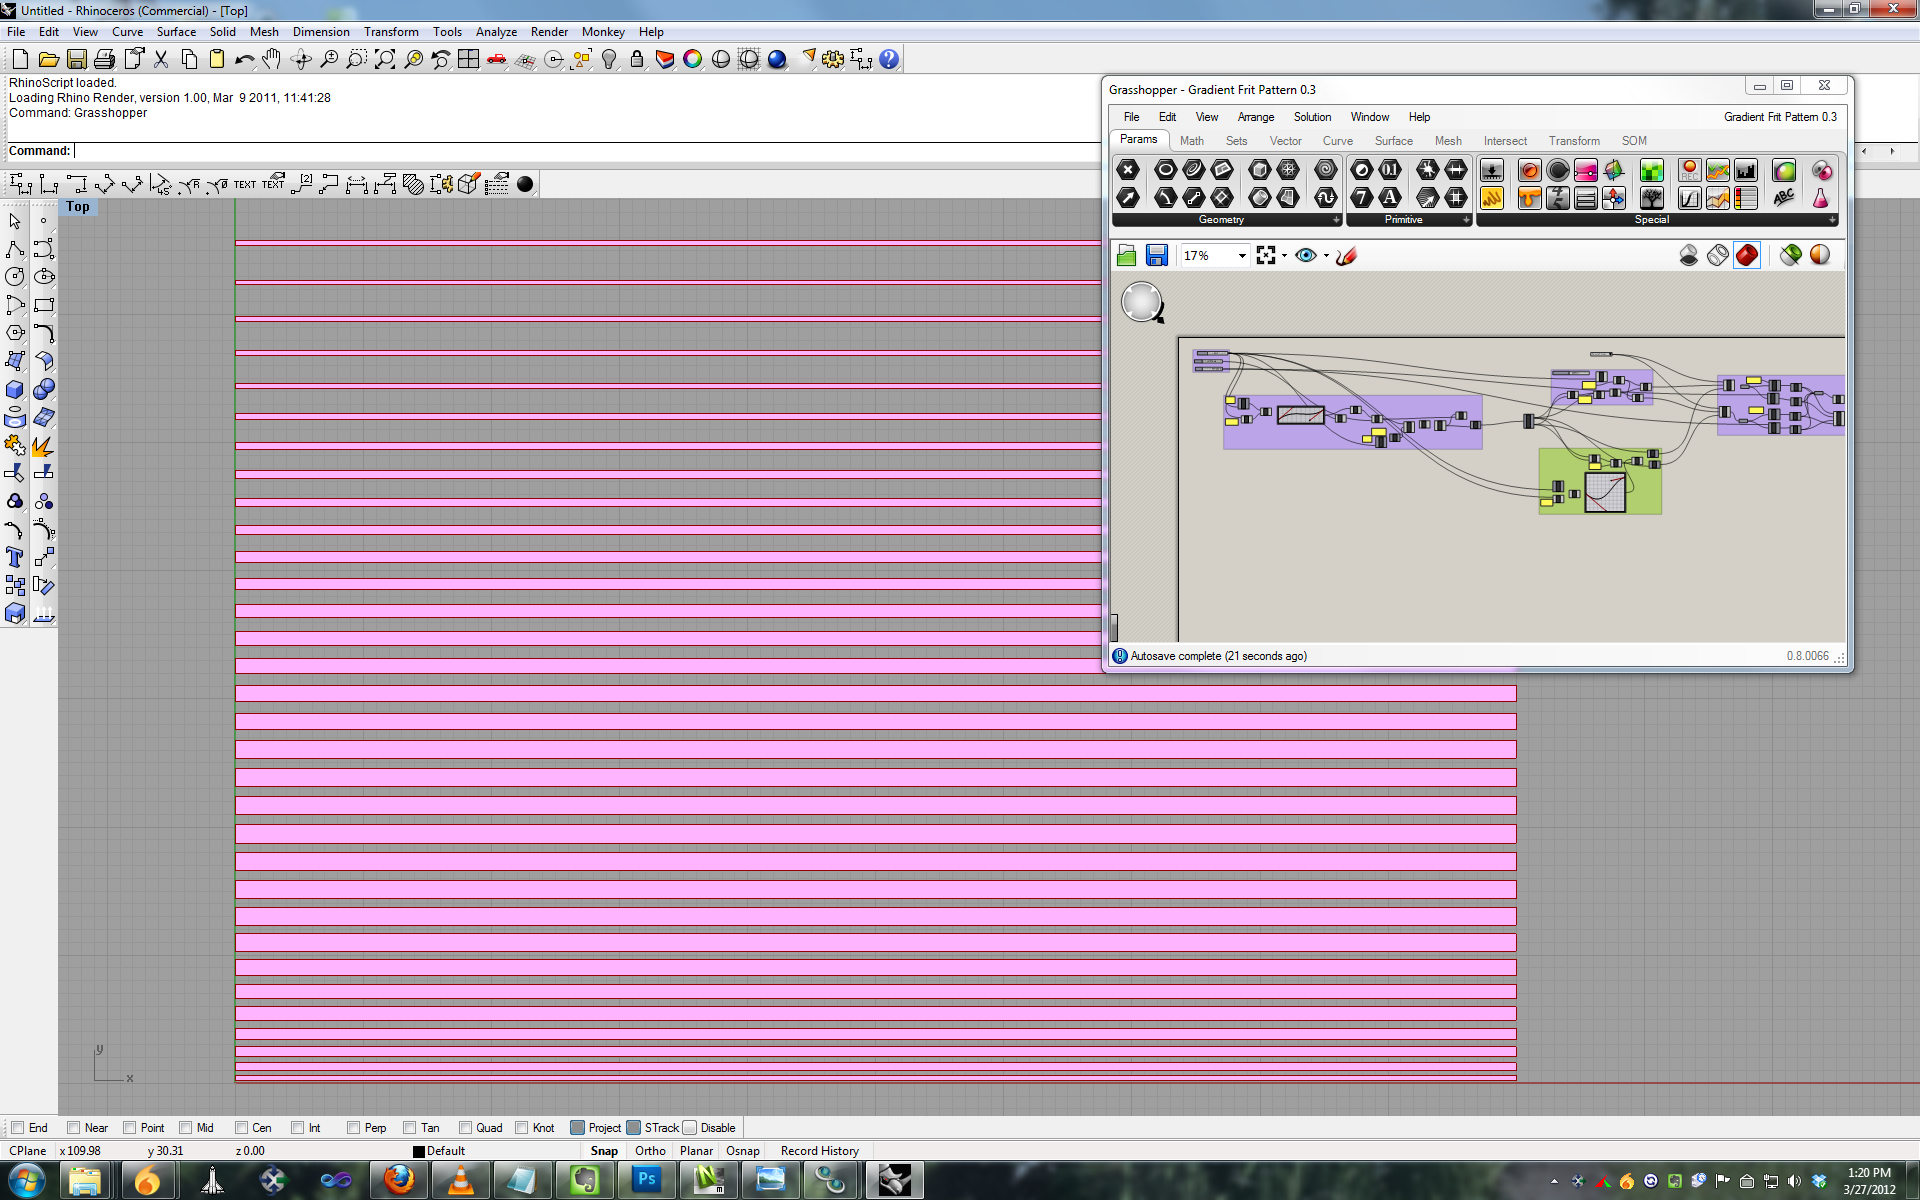 Untitled - Rhinoceros (Commercial) - [Top]
File Edit View Curve Surface Solid Mesh Dimension Transform Tools Analyze Render Monkey Help
RhinoScript loaded.
Loading Rhino Render, version 1.00, Mar 9 2011, 11:41:28
Command: Grasshopper
Command:
TEXT TEXT
Top
Grasshopper - Gradient Frit Pattern 0.3
File Edit View Arrange Solution Window Help Gradient Frit Pattern 0.3
Params Math Sets Vector Curve Surface Mesh Intersect Transform SOM
Geometry Primitive Special
17%
Autosave complete (21 seconds ago) 0.8.0066
y
x
End Near Point Mid Cen Int Perp Tan Quad Knot Project STrack Disable
CPlane x 109.98 y 30.31 z 0.00 Default Snap Ortho Planar Osnap Record History
Ps
1:20 PM
3/27/2012